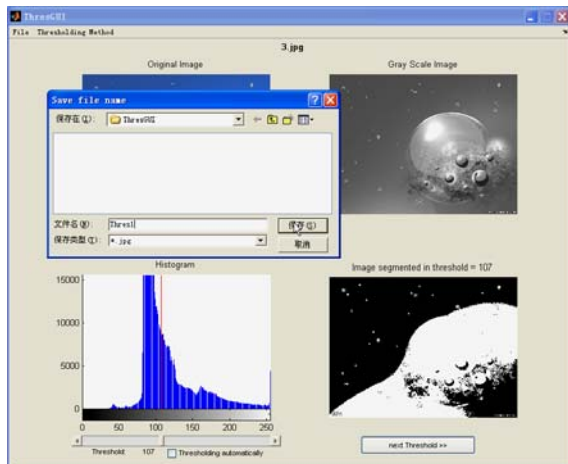 ThresGUI
File Thresholding Method
3.jpg
Original Image
Gray Scale Image
Save file name
保存在(I):
ThresGUI
文件名(N):
Thres1
保存(S)
保存类型(T):
*.jpg
取消
Histogram
15000
10000
5000
0
0 50 100 150 200 250
Threshold: 107
Thresholding automatically
Image segmented in threshold = 107
next Threshold >>